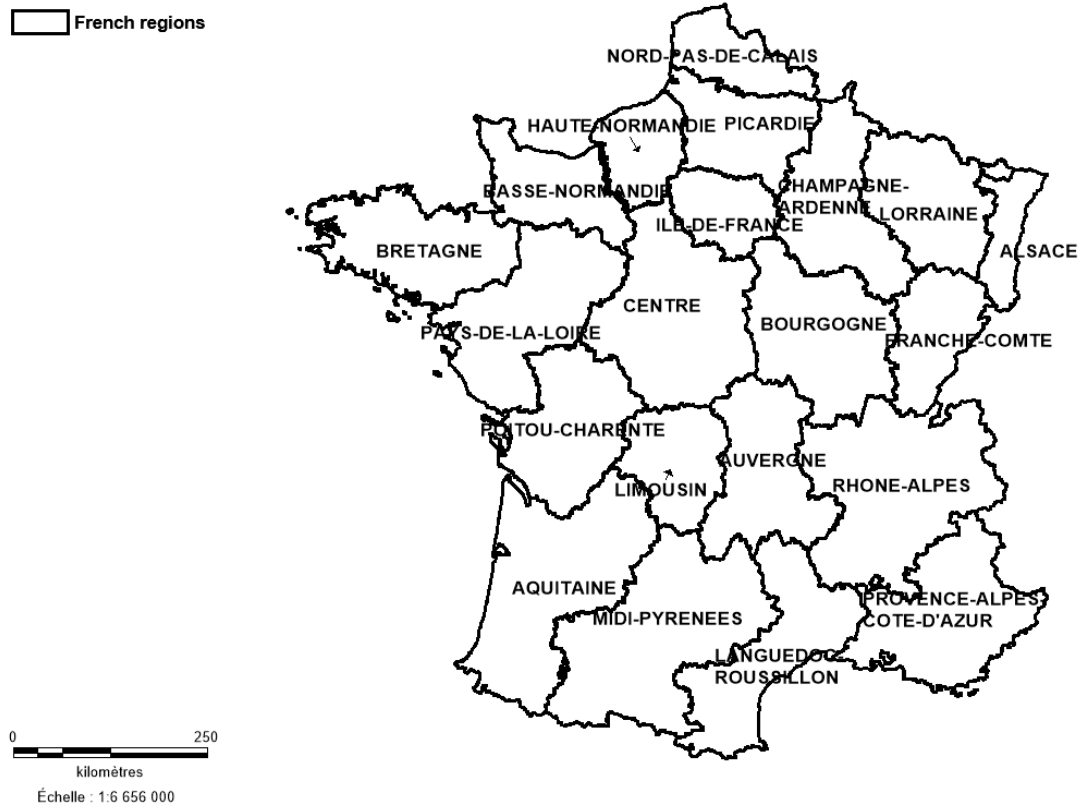 French regions
NORD-PAS-DE-CALAIS
HAUTE-NORMANDIE
PICARDIE
BASSE-NORMANDIE
CHAMPAGNE-
ARDENNE
LORRAINE
ILE-DE-FRANCE
BRETAGNE
ALSACE
CENTRE
PAYS-DE-LA-LOIRE
BOURGOGNE
FRANCHE-COMTE
POITOU-CHARENTE
AUVERGNE
LIMOUSIN
RHONE-ALPES
AQUITAINE
MIDI-PYRENEES
PROVENCE-ALPES-
COTE-D'AZUR
LANGUEDOC-
ROUSSILLON
0 250
kilomètres
Échelle : 1:6 656 000